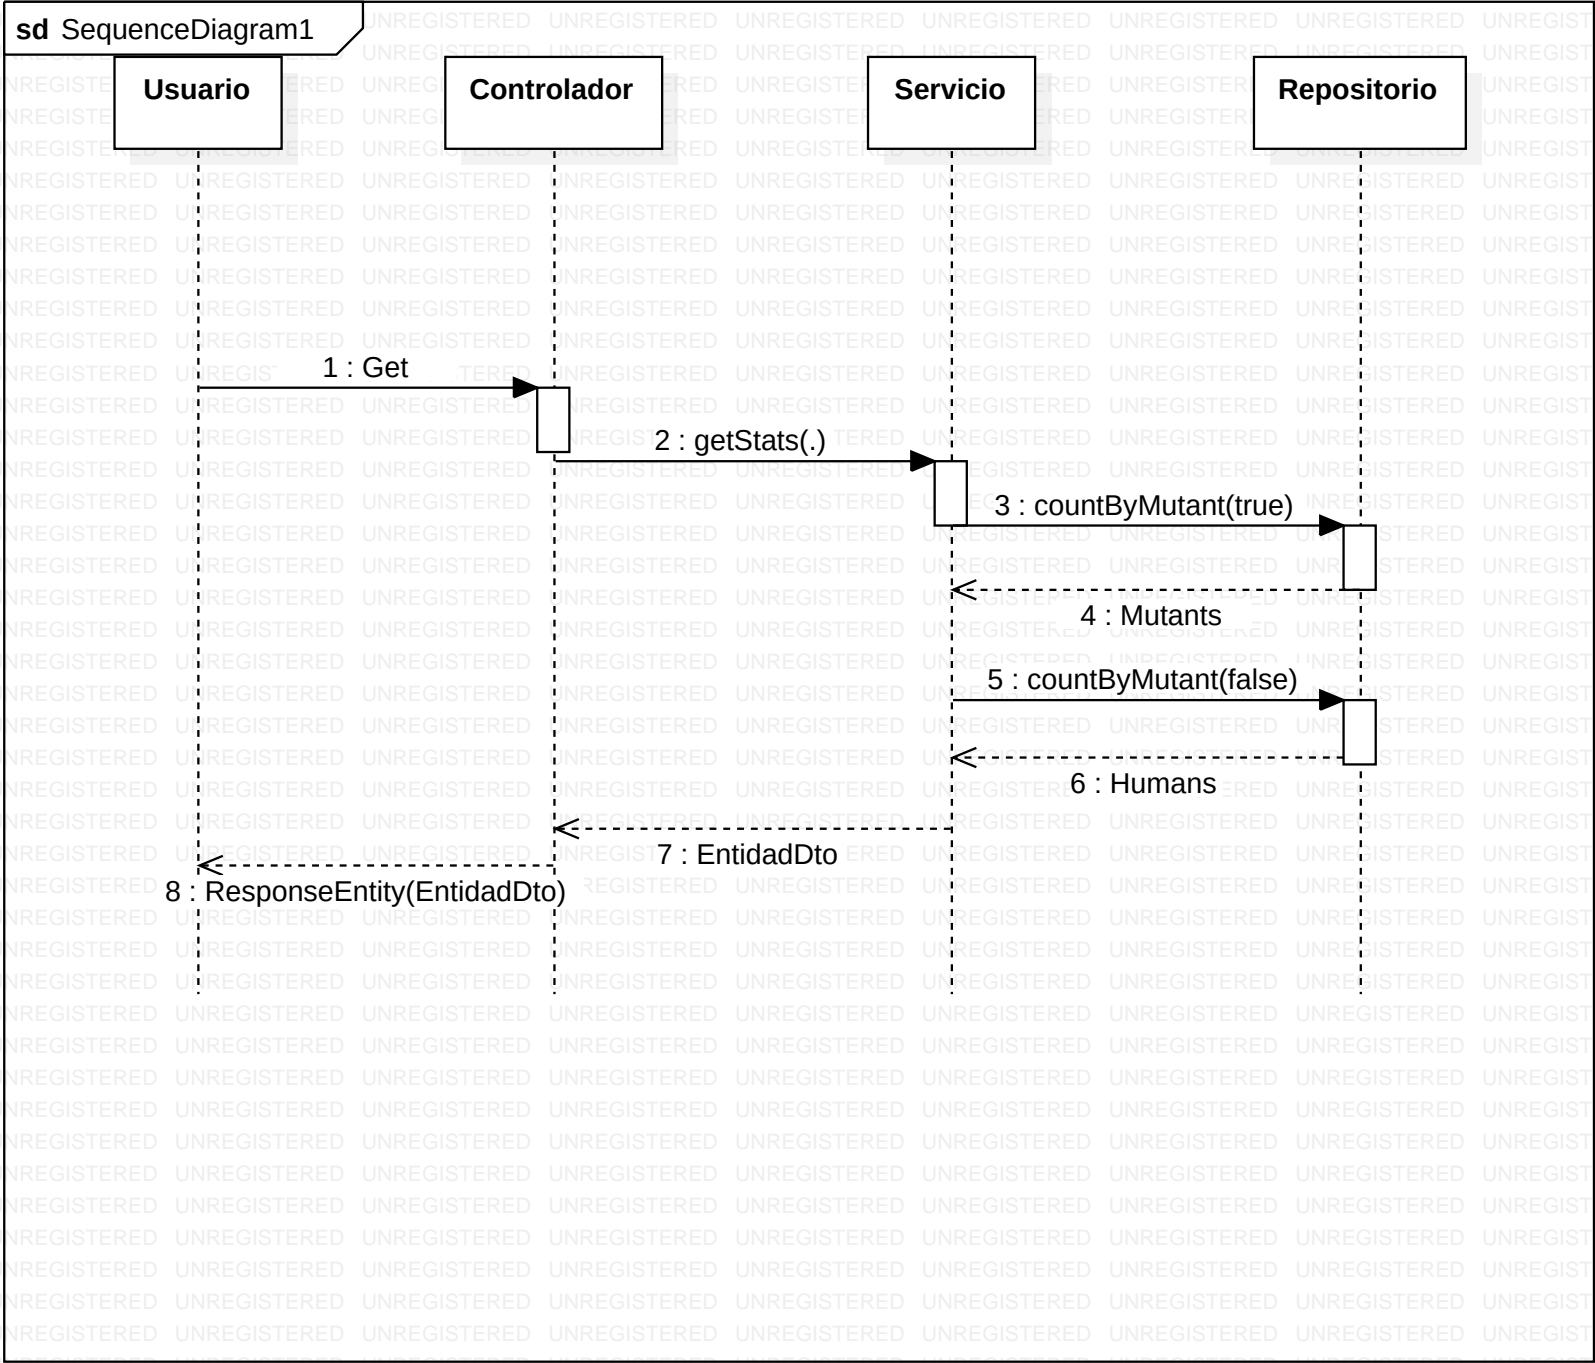 sd SequenceDiagram1
Usuario
Controlador
Servicio
Repositorio
1 : Get
2 : getStats(.)
3 : countByMutant(true)
4 : Mutants
5 : countByMutant(false)
6 : Humans
7 : EntidadDto
8 : ResponseEntity(EntidadDto)
UNREGISTERED